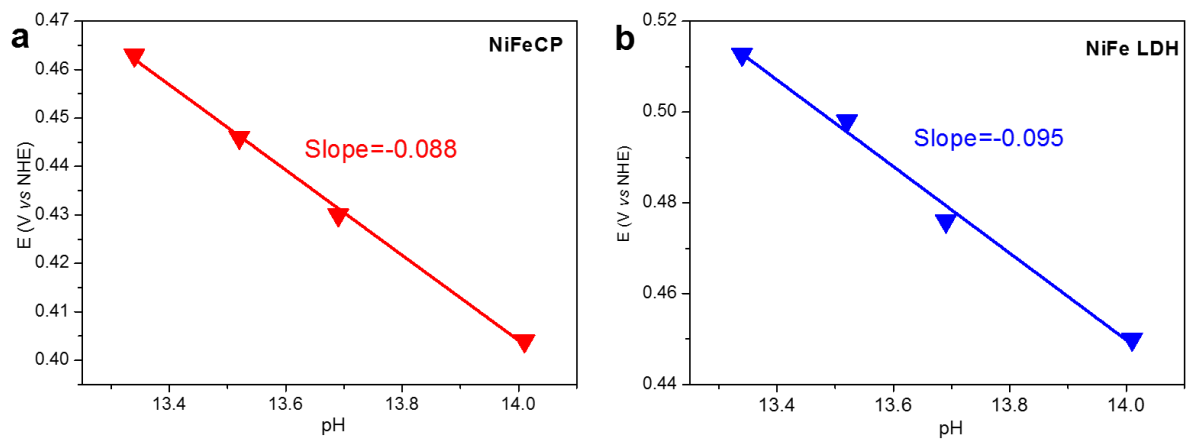 a
NiFeCP
Slope=-0.088
E (V vs NHE)
0.47
0.46
0.45
0.44
0.43
0.42
0.41
0.40
13.4
13.6
13.8
14.0
pH
b
NiFe LDH
Slope=-0.095
E (V vs NHE)
0.52
0.50
0.48
0.46
0.44
13.4
13.6
13.8
14.0
pH